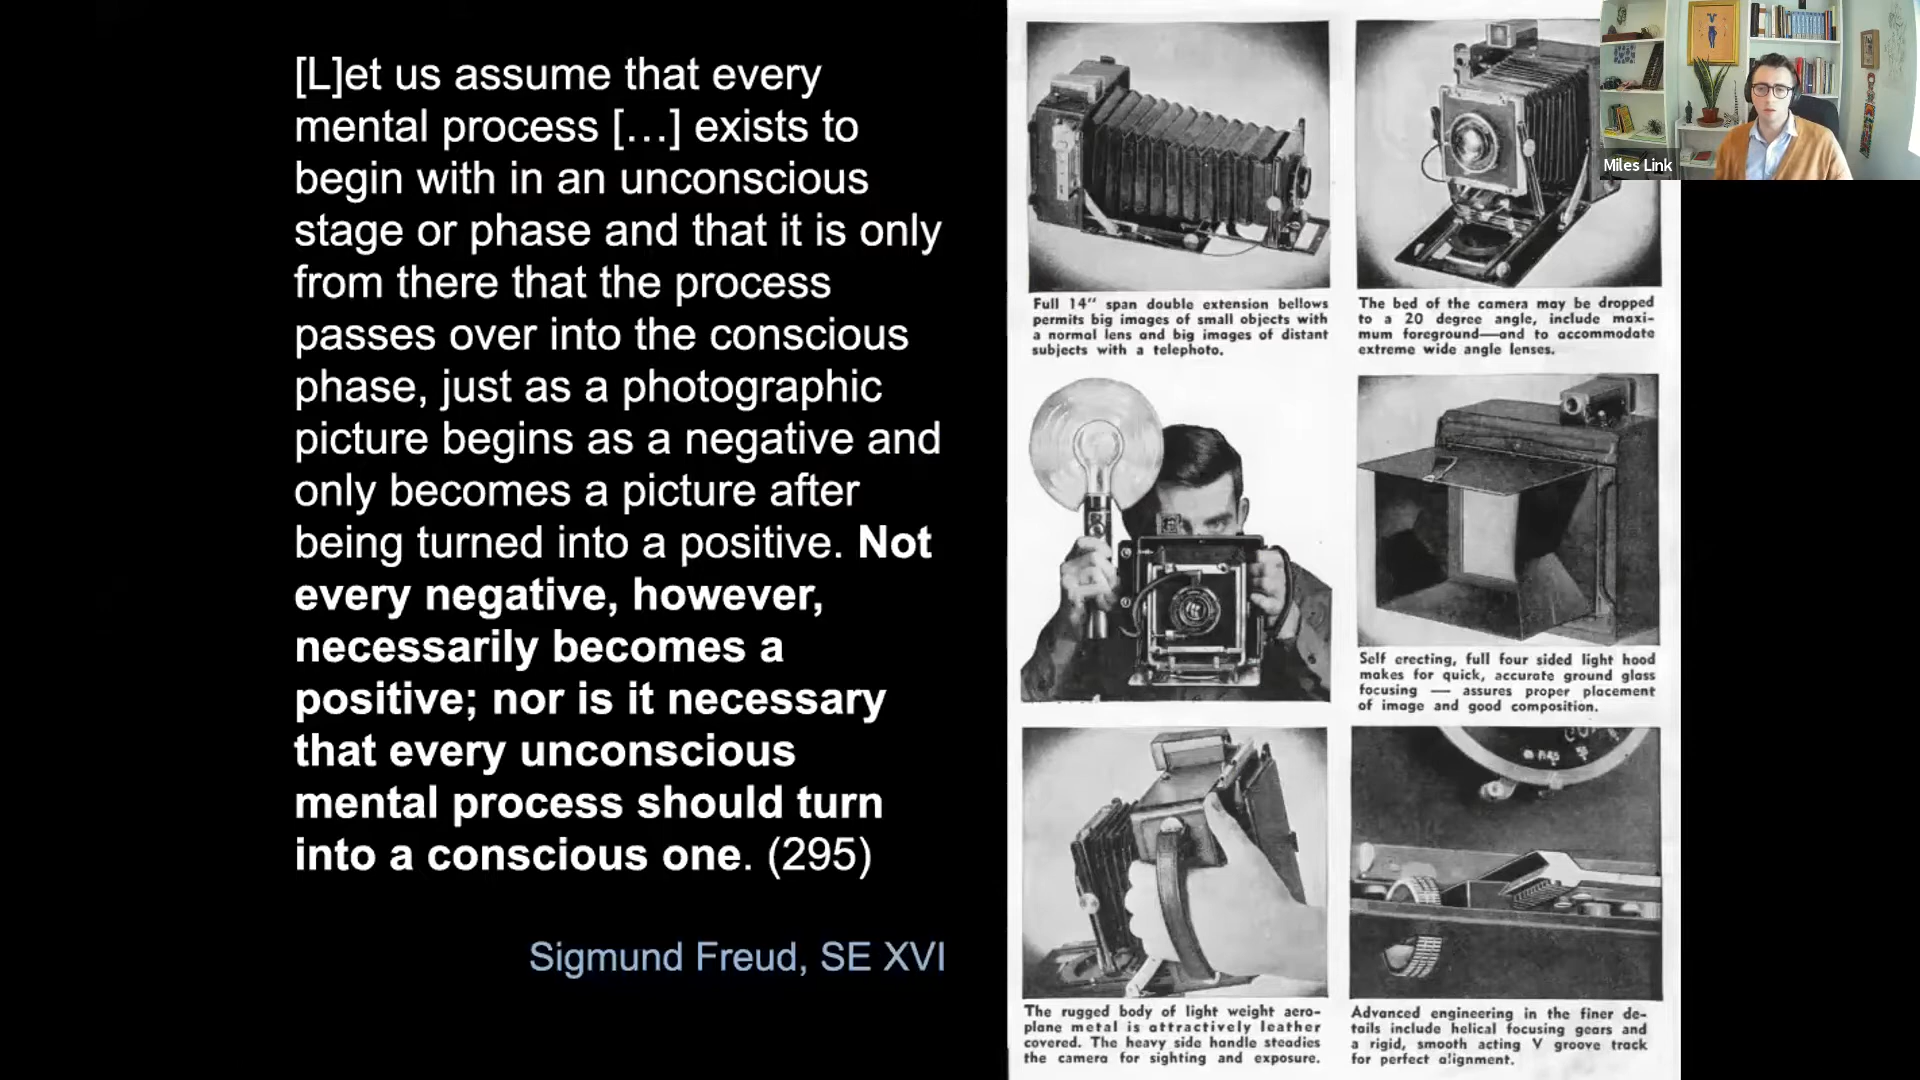 [L]et us assume that every
mental process […] exists to
begin with in an unconscious
stage or phase and that it is only
from there that the process
passes over into the conscious
phase, just as a photographic
picture begins as a negative and
only becomes a picture after
being turned into a positive. Not
every negative, however,
necessarily becomes a
positive; nor is it necessary
that every unconscious
mental process should turn
into a conscious one. (295)
Sigmund Freud, SE XVI
Full 14" span double extension bellows
permits big images of small objects with
a normal lens and big images of distant
subjects with a telephoto.
The bed of the camera may be dropped
to a 20 degree angle, include maxi-
mum foreground—and to accommodate
extreme wide angle lenses.
Self erecting, full four sided light hood
makes for quick, accurate ground glass
focusing — assures proper placement
of image and good composition.
The rugged body of light weight aero-
plane metal is attractively leather
covered. The heavy side handle steadies
the camera for sighting and exposure.
Advanced engineering in the finer de-
tails include helical focusing gears and
a rigid, smooth acting V groove track
for perfect alignment.
Miles Link